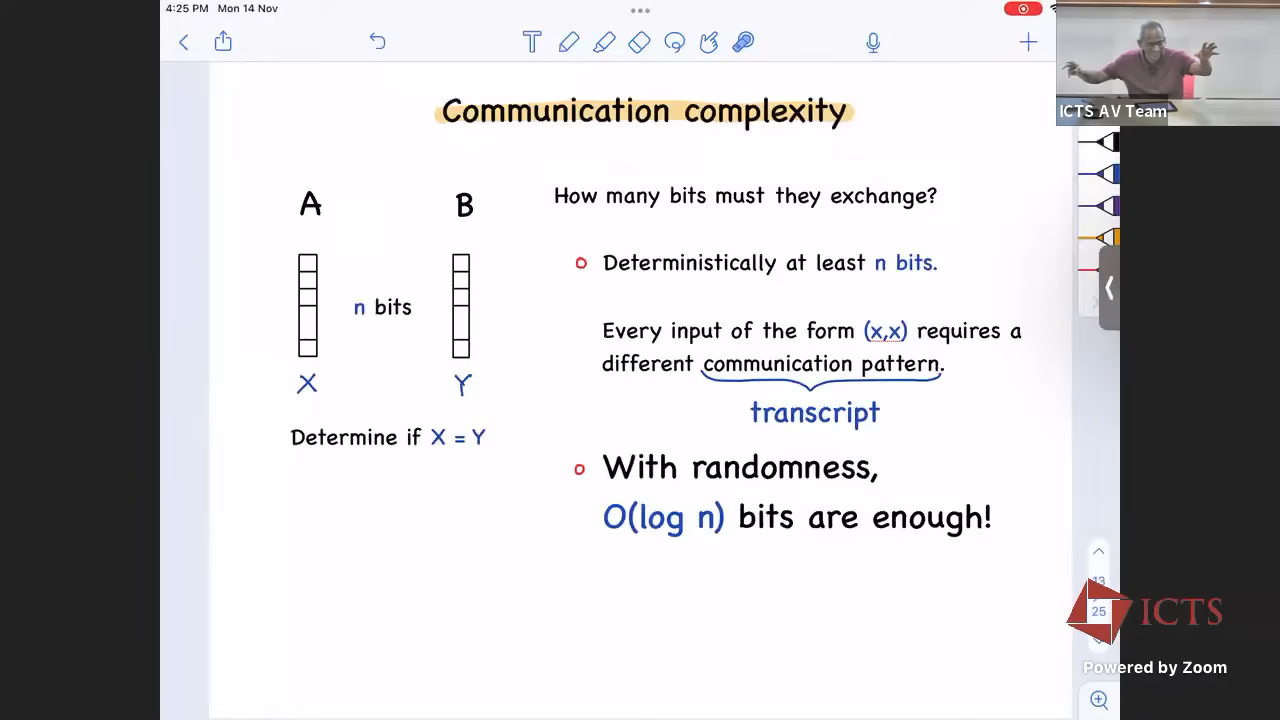 4:25 PM Mon 14 Nov
ICTS AV Team
Communication complexity
A
B
n bits
X
Y
Determine if X = Y
How many bits must they exchange?
Deterministically at least n bits.
Every input of the form (x,x) requires a
different communication pattern.
transcript
With randomness,
O(log n) bits are enough!
13
25
ICTS
Powered by Zoom